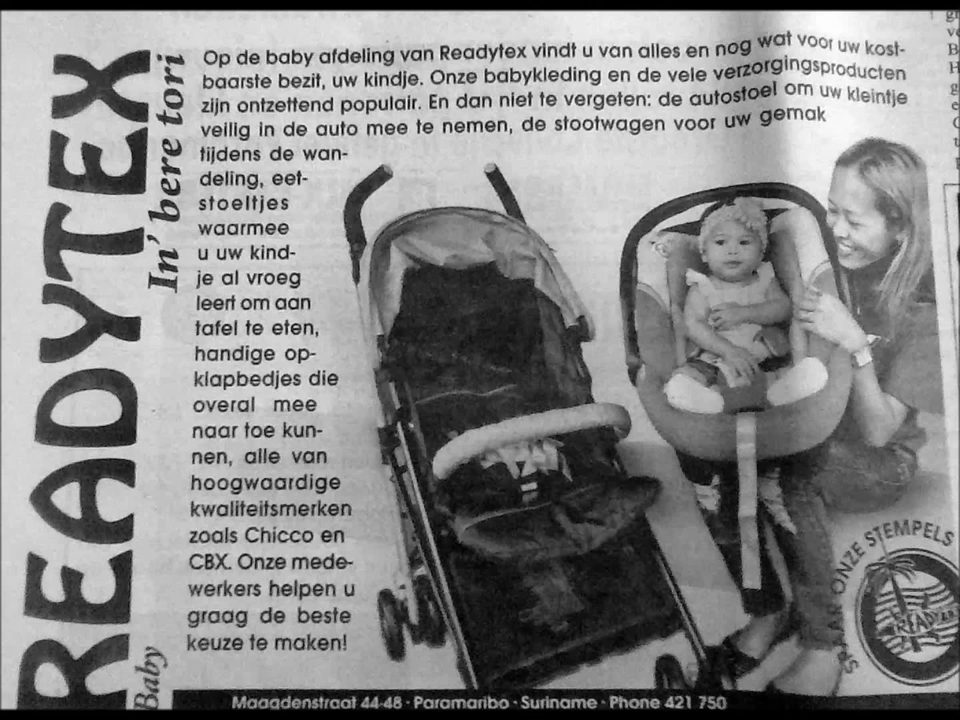 READYTEX
In' bere tori
Baby
Op de baby afdeling van Readytex vindt u van alles en nog wat voor uw kost-
baarste bezit, uw kindje. Onze babykleding en de vele verzorgingsproducten
zijn ontzettend populair. En dan niet te vergeten: de autostoel om uw kleintje
veilig in de auto mee te nemen, de stootwagen voor uw gemak
tijdens de wan-
deling, eet-
stoeltjes
waarmee
u uw kind-
je al vroeg
leert om aan
tafel te eten,
handige op-
klapbedjes die
overal mee
naar toe kun-
nen, alle van
hoogwaardige
kwaliteitsmerken
zoals Chicco en
CBX. Onze mede-
werkers helpen u
graag de beste
keuze te maken!
SPAAR ONZE STEMPELS
Maagdenstraat 44-48 · Paramaribo · Suriname · Phone 421 750